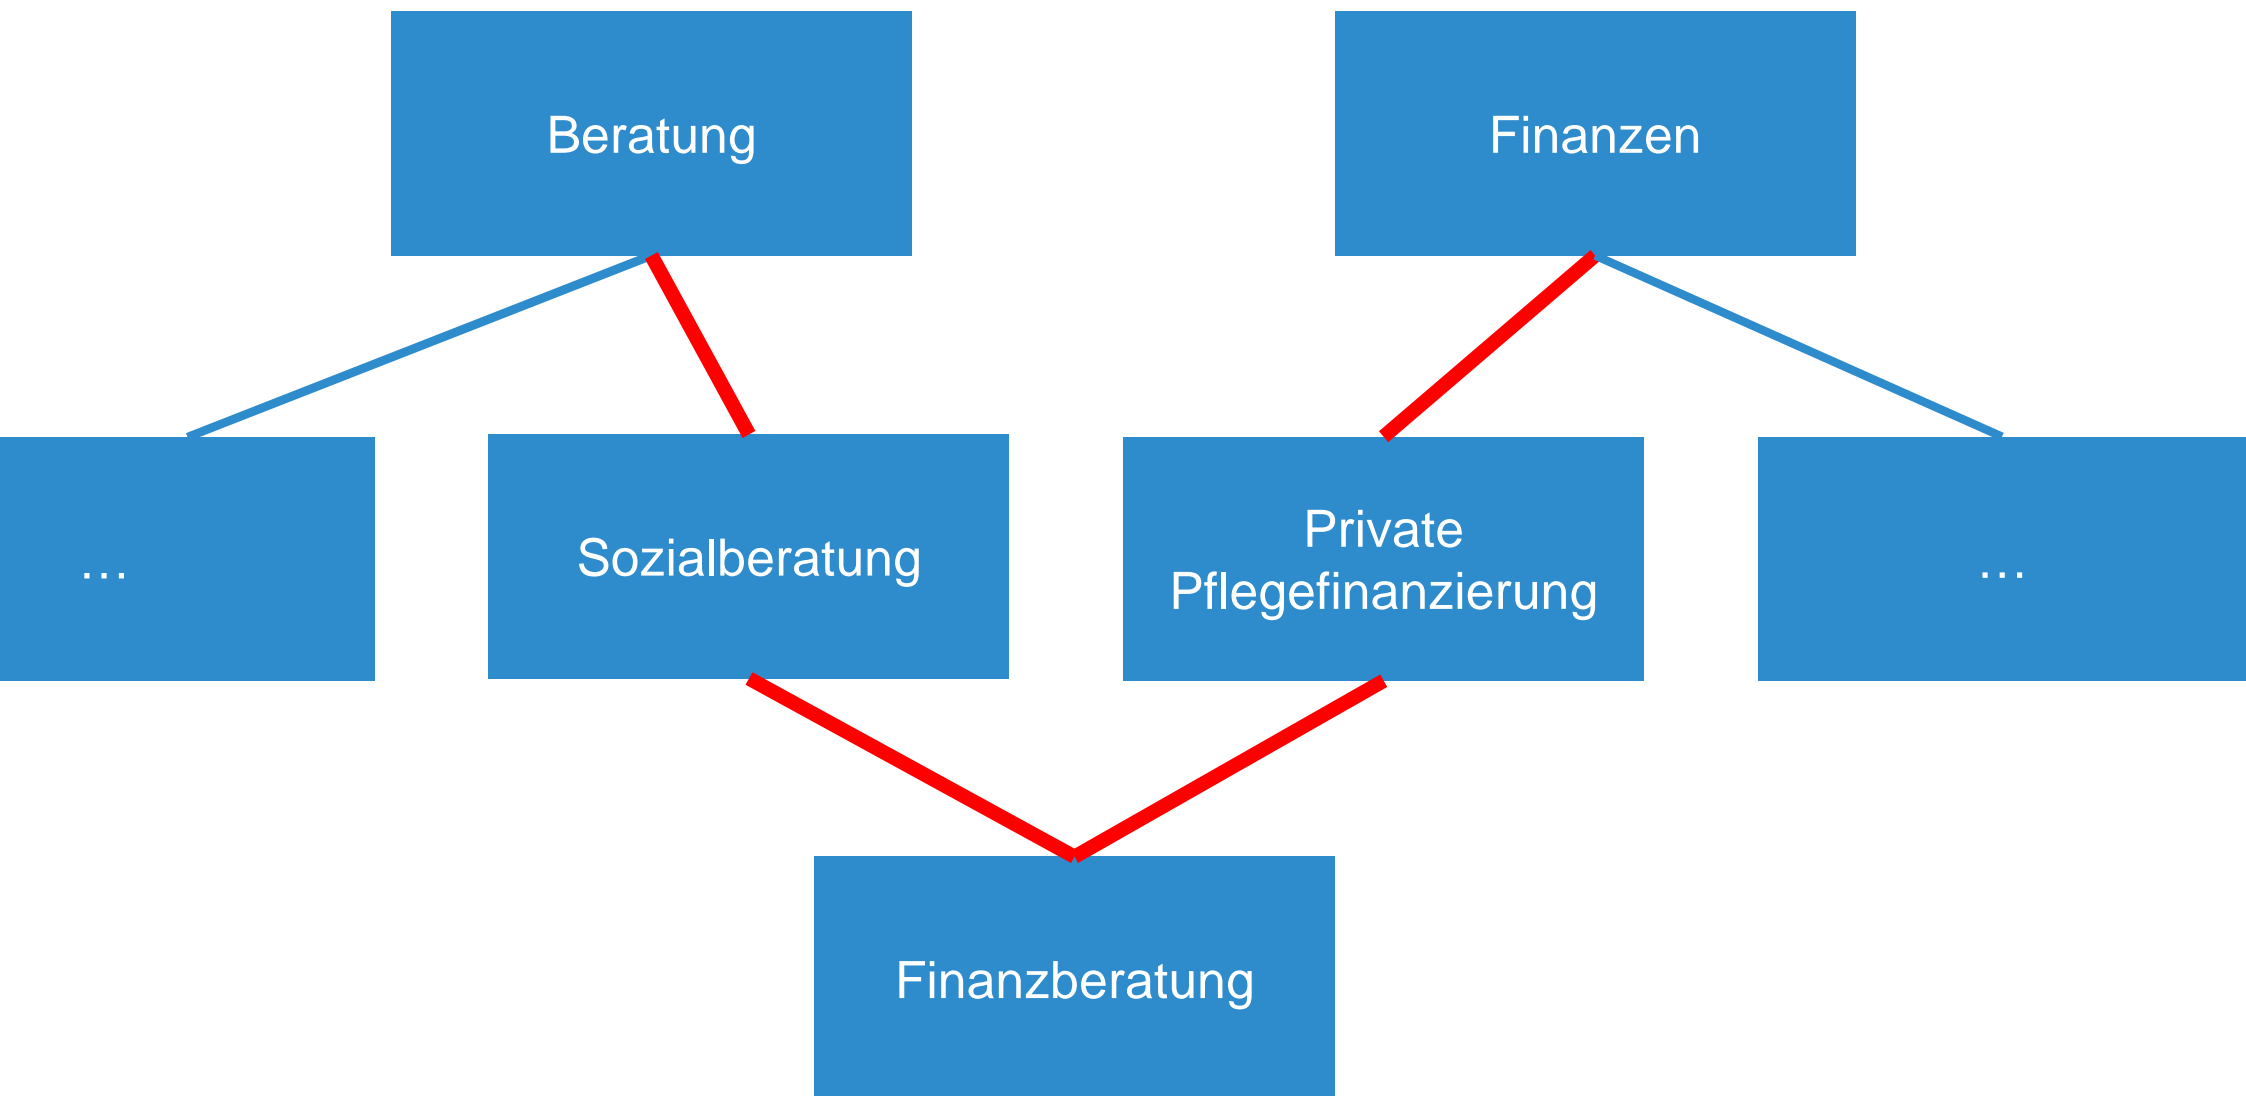 Beratung
Finanzen
…
Sozialberatung
Private
Pflegefinanzierung
…
Finanzberatung